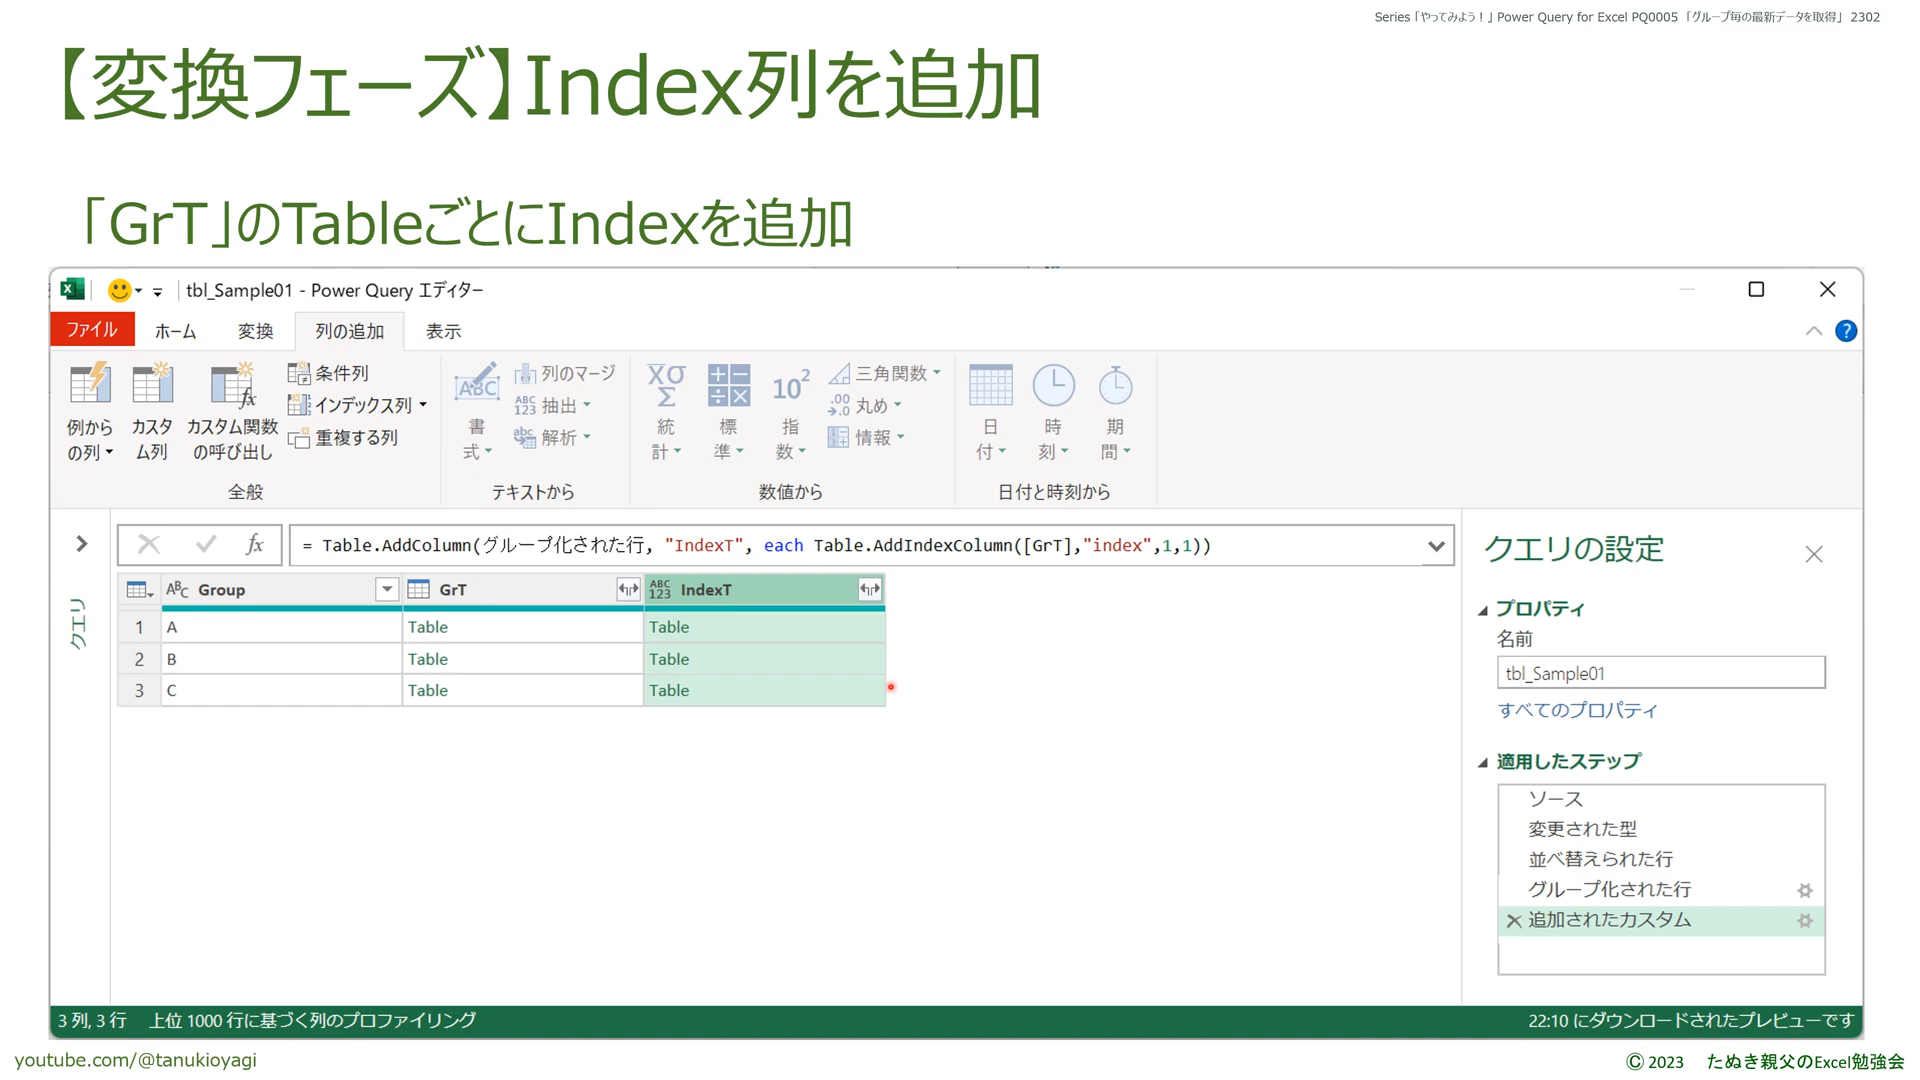 Series「やってみよう！」Power Query for Excel PQ0005「グループ毎の最新データを取得」 2302
【変換フェーズ】Index列を追加
「GrT」のTableごとにIndexを追加
tbl_Sample01 - Power Query エディター
ファイル ホーム 変換 列の追加 表示
例から の列
カスタ ム列
カスタム関数 の呼び出し
条件列
インデックス列
重複する列
全般
ABC 書 式
列のマージ
ABC 123 抽出
abc 解析
テキストから
XΣσ 統 計
標 準
10² 指 数
三角関数
.00 →.0 丸め
情報
数値から
日 付
時 刻
期 間
日付と時刻から
fx = Table.AddColumn(グループ化された行, "IndexT", each Table.AddIndexColumn([GrT],"index",1,1))
クエリ
ABC Group GrT ABC 123 IndexT
1 A Table Table
2 B Table Table
3 C Table Table
クエリの設定
プロパティ
名前
tbl_Sample01
すべてのプロパティ
適用したステップ
ソース
変更された型
並べ替えられた行
グループ化された行
追加されたカスタム
3 列, 3 行 上位 1000 行に基づく列のプロファイリング
22:10 にダウンロードされたプレビューです
youtube.com/@tanukioyagi
© 2023 たぬき親父のExcel勉強会